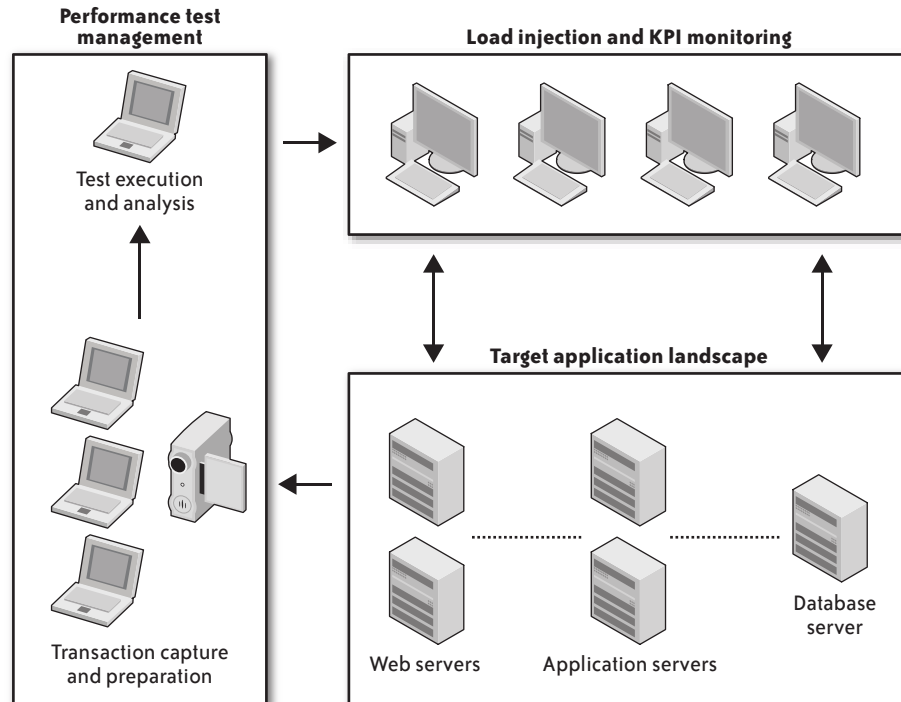 Performance test
management
Test execution
and analysis
Transaction capture
and preparation
Load injection and KPI monitoring
Target application landscape
Web servers
Application servers
Database
server